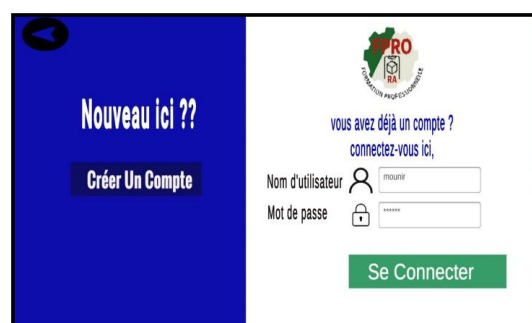 Nouveau ici ??
Créer Un Compte
FPRO
RA
FORMATION PROFESSIONNELLE
vous avez déjà un compte ?
connectez-vous ici,
Nom d'utilisateur
mounir
Mot de passe
******
Se Connecter